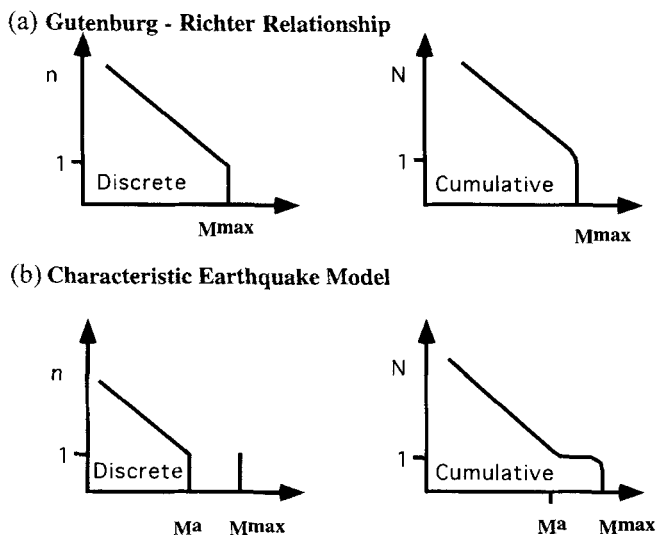 (a) Gutenburg - Richter Relationship
n
1
Discrete
Mmax
N
1
Cumulative
Mmax
(b) Characteristic Earthquake Model
n
1
Discrete
Ma
Mmax
N
1
Cumulative
Ma
Mmax